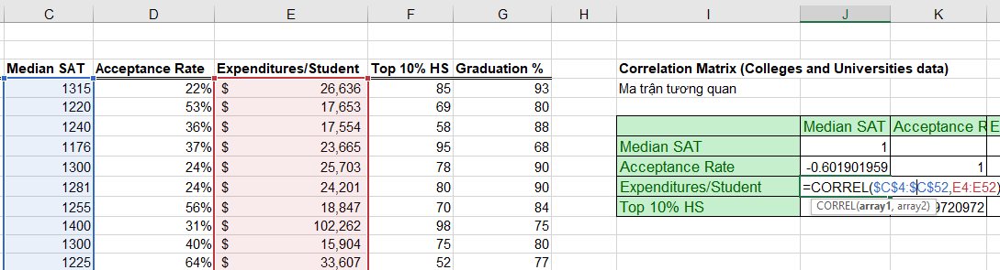 C D E F G H I J K
Median SAT Acceptance Rate Expenditures/Student Top 10% HS Graduation % Correlation Matrix (Colleges and Universities data)
1315 22% $ 26,636 85 93 Ma trận tương quan
1220 53% $ 17,653 69 80
1240 36% $ 17,554 58 88 Median SAT Acceptance R E
1176 37% $ 23,665 95 68 Median SAT 1
1300 24% $ 25,703 78 90 Acceptance Rate -0.601901959 1
1281 24% $ 24,201 80 90 Expenditures/Student =CORREL($C$4:$C$52,E4:E52)
1255 56% $ 18,847 70 84 Top 10% HS CORREL(array1, array2) 9720972
1400 31% $ 102,262 98 75
1300 40% $ 15,904 75 80
1225 64% $ 33,607 52 77